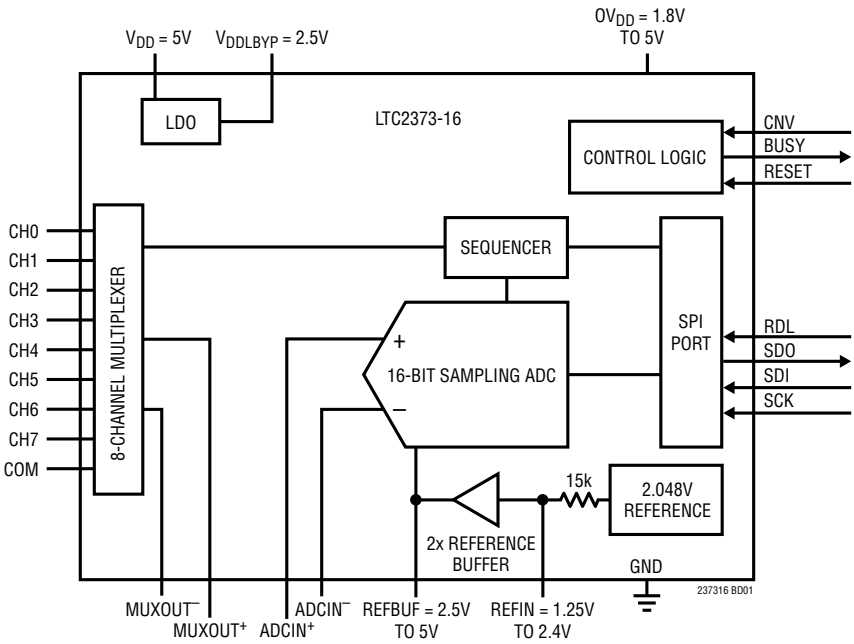 OVDD = 1.8V
TO 5V
VDD = 5V
VDDLBYP = 2.5V
LDO
LTC2373-16
CONTROL LOGIC
CNV
BUSY
RESET
CH0
CH1
CH2
CH3
CH4
CH5
CH6
CH7
COM
8-CHANNEL MULTIPLEXER
SEQUENCER
+
16-BIT SAMPLING ADC
–
SPI
PORT
RDL
SDO
SDI
SCK
15k
2.048V
REFERENCE
2x REFERENCE
BUFFER
GND
237316 BD01
MUXOUT–
MUXOUT+
ADCIN+
ADCIN–
REFBUF = 2.5V
TO 5V
REFIN = 1.25V
TO 2.4V